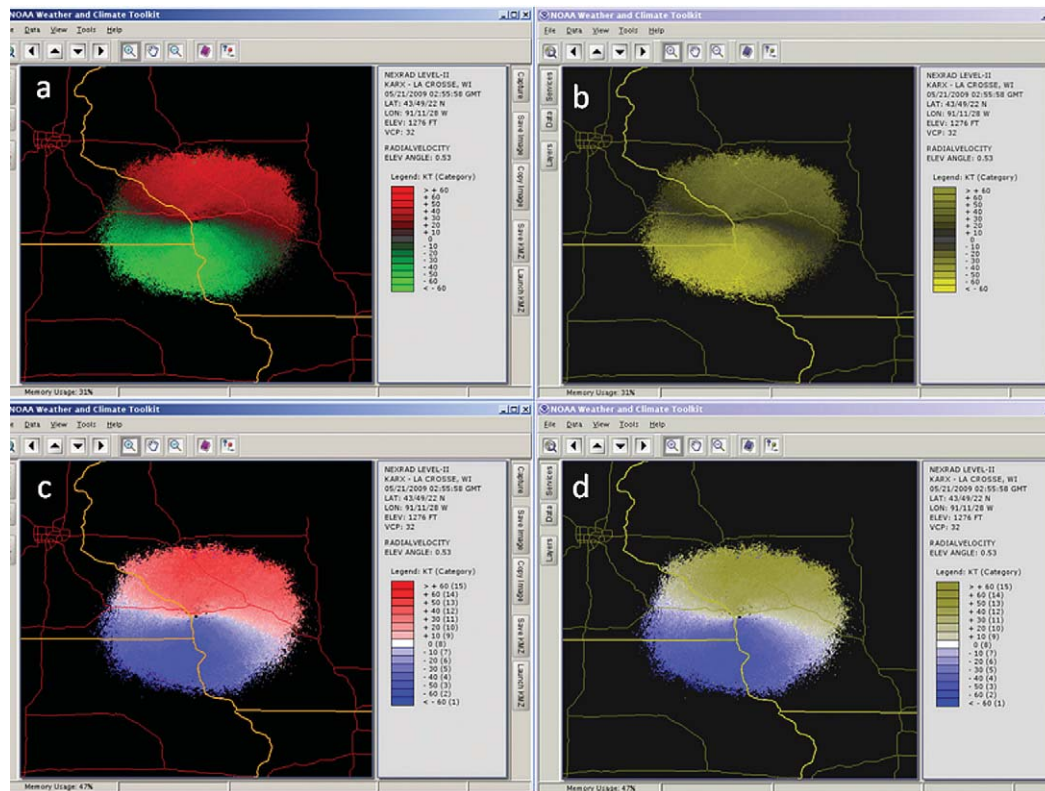 NOAA Weather and Climate Toolkit
Data View Tools Help
a
NEXRAD LEVEL-II
KARX - LA CROSSE, WI
05/21/2009 02:55:58 GMT
LAT: 43/49/22 N
LON: 91/11/28 W
ELEV: 1276 FT
VCP: 32
RADIALVELOCITY
ELEV ANGLE: 0.53
Legend: KT (Category)
> + 60
+ 60
+ 50
+ 40
+ 30
+ 20
+ 10
0
- 10
- 20
- 30
- 40
- 50
- 60
< - 60
Capture
Save Image
Copy Image
Save KMZ
Launch KMZ
Memory Usage: 31%
NOAA Weather and Climate Toolkit
File Data View Tools Help
Services
Data
Layers
b
NEXRAD LEVEL-II
KARX - LA CROSSE, WI
05/21/2009 02:55:58 GMT
LAT: 43/49/22 N
LON: 91/11/28 W
ELEV: 1276 FT
VCP: 32
RADIALVELOCITY
ELEV ANGLE: 0.53
Legend: KT (Category)
> + 60
+ 60
+ 50
+ 40
+ 30
+ 20
+ 10
0
- 10
- 20
- 30
- 40
- 50
- 60
< - 60
Memory Usage: 31%
NOAA Weather and Climate Toolkit
Data View Tools Help
c
NEXRAD LEVEL-II
KARX - LA CROSSE, WI
05/21/2009 02:55:58 GMT
LAT: 43/49/22 N
LON: 91/11/28 W
ELEV: 1276 FT
VCP: 32
RADIALVELOCITY
ELEV ANGLE: 0.53
Legend: KT (Category)
> + 60 (15)
+ 60 (14)
+ 50 (13)
+ 40 (12)
+ 30 (11)
+ 20 (10)
+ 10 (9)
0 (8)
- 10 (7)
- 20 (6)
- 30 (5)
- 40 (4)
- 50 (3)
- 60 (2)
< - 60 (1)
Capture
Save Image
Copy Image
Save KMZ
Launch KMZ
Memory Usage: 47%
NOAA Weather and Climate Toolkit
File Data View Tools Help
Services
Data
Layers
d
NEXRAD LEVEL-II
KARX - LA CROSSE, WI
05/21/2009 02:55:58 GMT
LAT: 43/49/22 N
LON: 91/11/28 W
ELEV: 1276 FT
VCP: 32
RADIALVELOCITY
ELEV ANGLE: 0.53
Legend: KT (Category)
> + 60 (15)
+ 60 (14)
+ 50 (13)
+ 40 (12)
+ 30 (11)
+ 20 (10)
+ 10 (9)
0 (8)
- 10 (7)
- 20 (6)
- 30 (5)
- 40 (4)
- 50 (3)
- 60 (2)
< - 60 (1)
Memory Usage: 47%